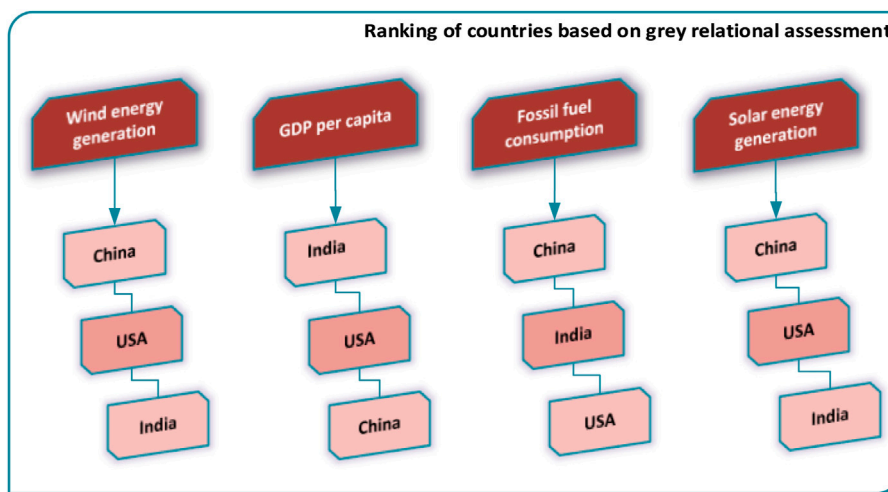 Ranking of countries based on grey relational assessment
Wind energy
generation
China
USA
India
GDP per capita
India
USA
China
Fossil fuel
consumption
China
India
USA
Solar energy
generation
China
USA
India